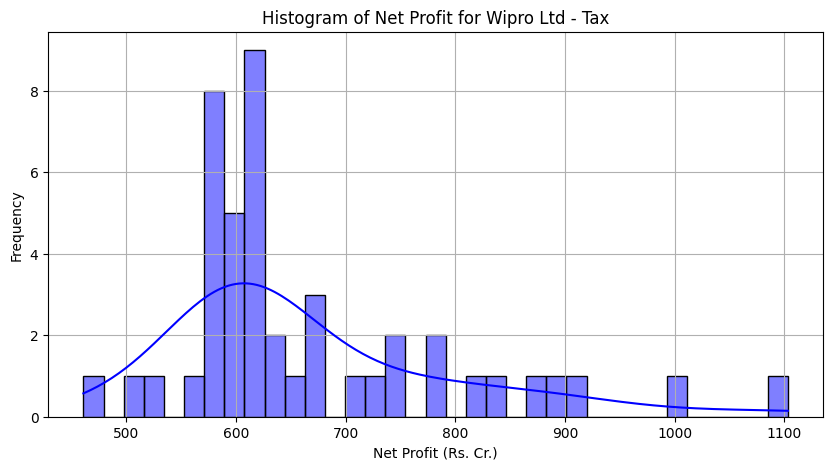 Histogram of Net Profit for Wipro Ltd - Tax
Frequency
8
6
4
2
0
500 600 700 800 900 1000 1100
Net Profit (Rs. Cr.)